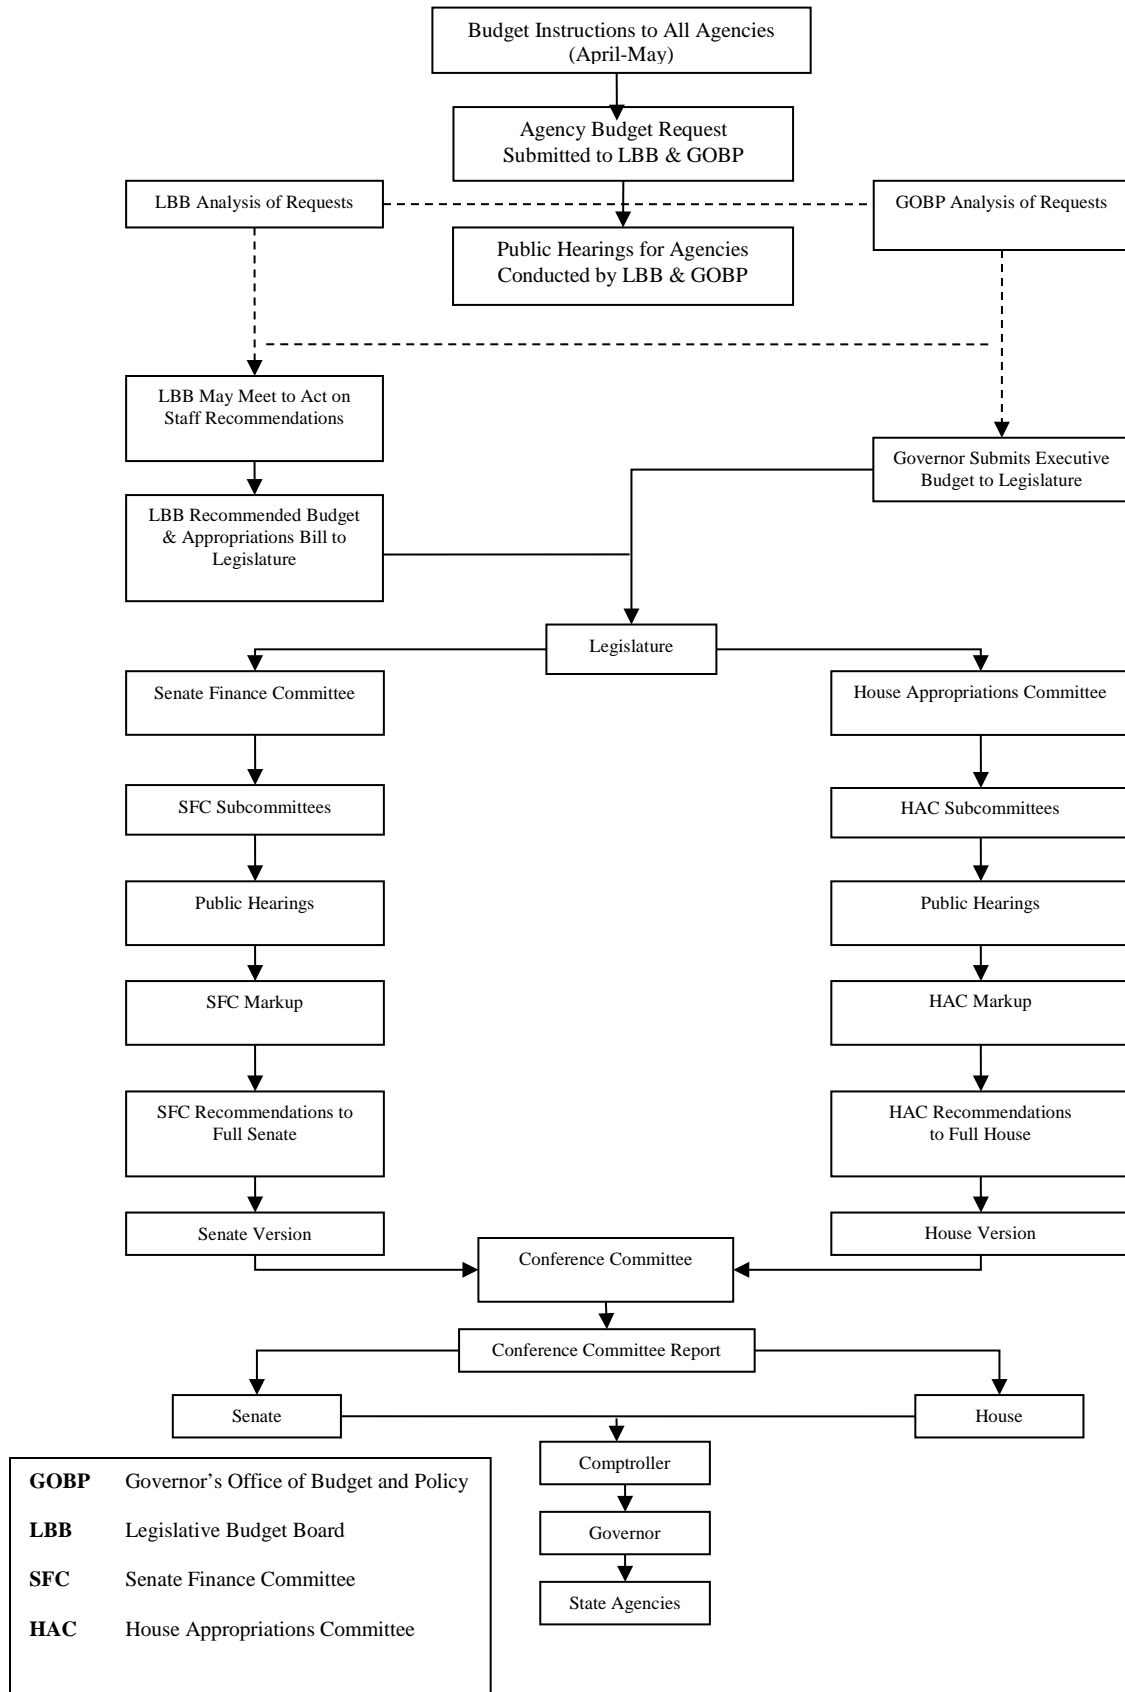 Budget Instructions to All Agencies
(April-May)
Agency Budget Request
Submitted to LBB & GOBP
LBB Analysis of Requests
GOBP Analysis of Requests
Public Hearings for Agencies
Conducted by LBB & GOBP
LBB May Meet to Act on
Staff Recommendations
Governor Submits Executive
Budget to Legislature
LBB Recommended Budget
& Appropriations Bill to
Legislature
Legislature
Senate Finance Committee
House Appropriations Committee
SFC Subcommittees
HAC Subcommittees
Public Hearings
Public Hearings
SFC Markup
HAC Markup
SFC Recommendations to
Full Senate
HAC Recommendations
to Full House
Senate Version
House Version
Conference Committee
Conference Committee Report
Senate
House
Comptroller
Governor
State Agencies
GOBP Governor’s Office of Budget and Policy
LBB Legislative Budget Board
SFC Senate Finance Committee
HAC House Appropriations Committee